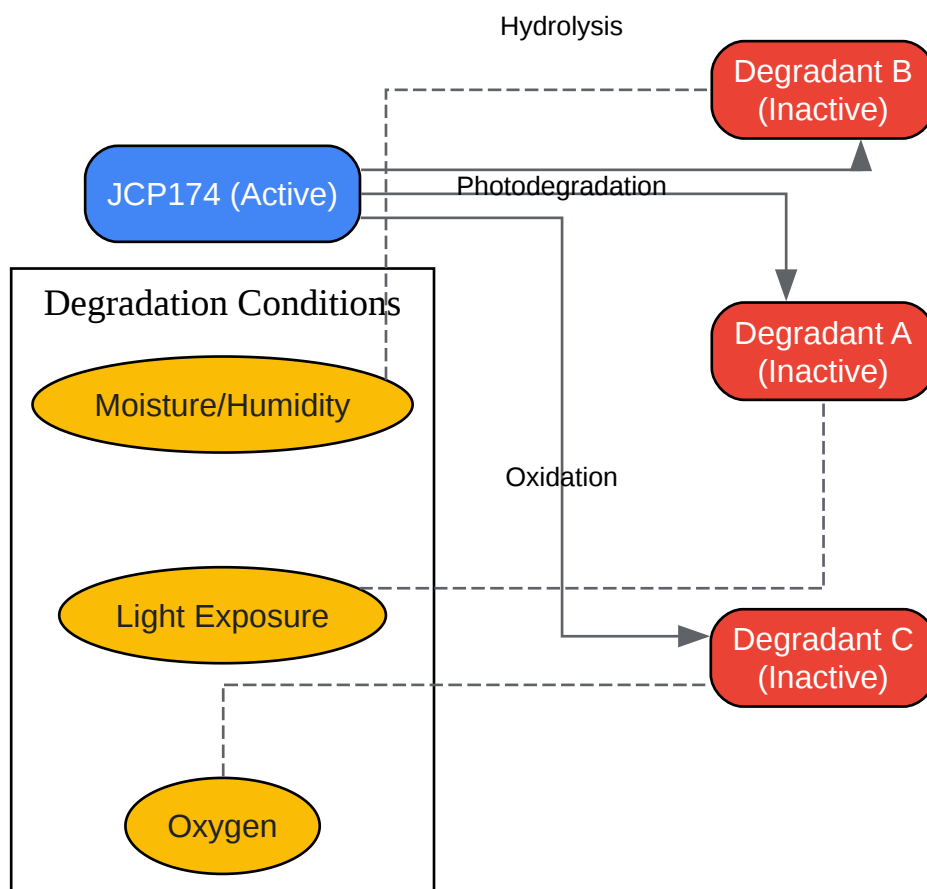 Hydrolysis
Degradant B
(Inactive)
JCP174 (Active)
Photodegradation
Degradation Conditions
Degradant A
(Inactive)
Moisture/Humidity
Oxidation
Light Exposure
Degradant C
(Inactive)
Oxygen